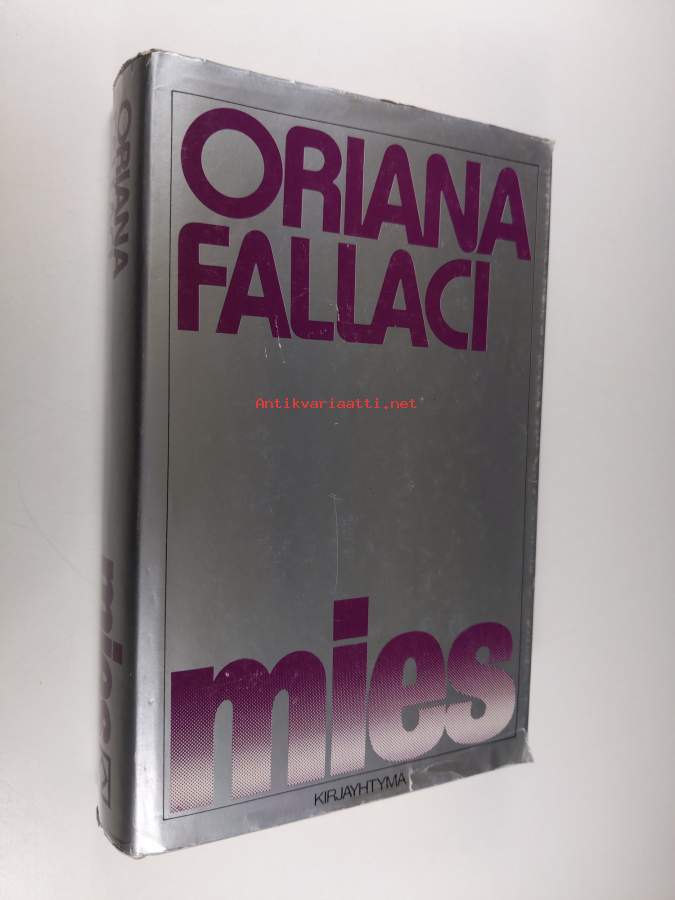 ORIANA
FALLACI
mies
KIRJAYHTYMÄ
ORIANA
mies
Antikvariaatti.net